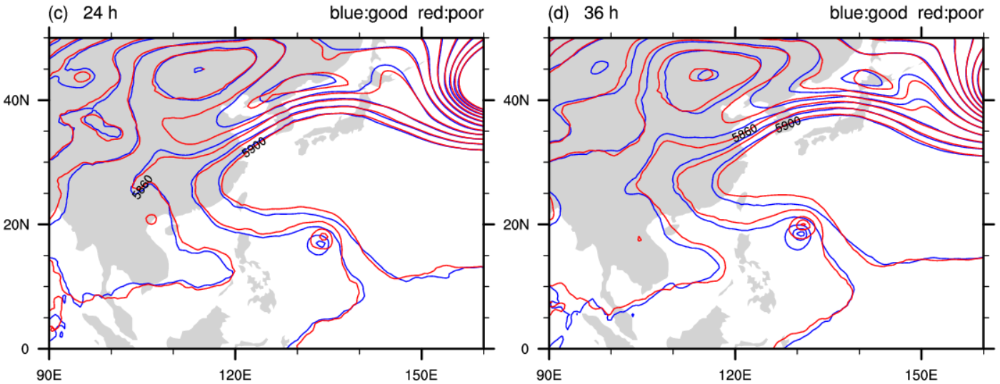 (c) 24 h blue:good red:poor
5900
5860
40N
20N
0
90E 120E 150E
(d) 36 h blue:good red:poor
5860 5900
40N
20N
0
90E 120E 150E